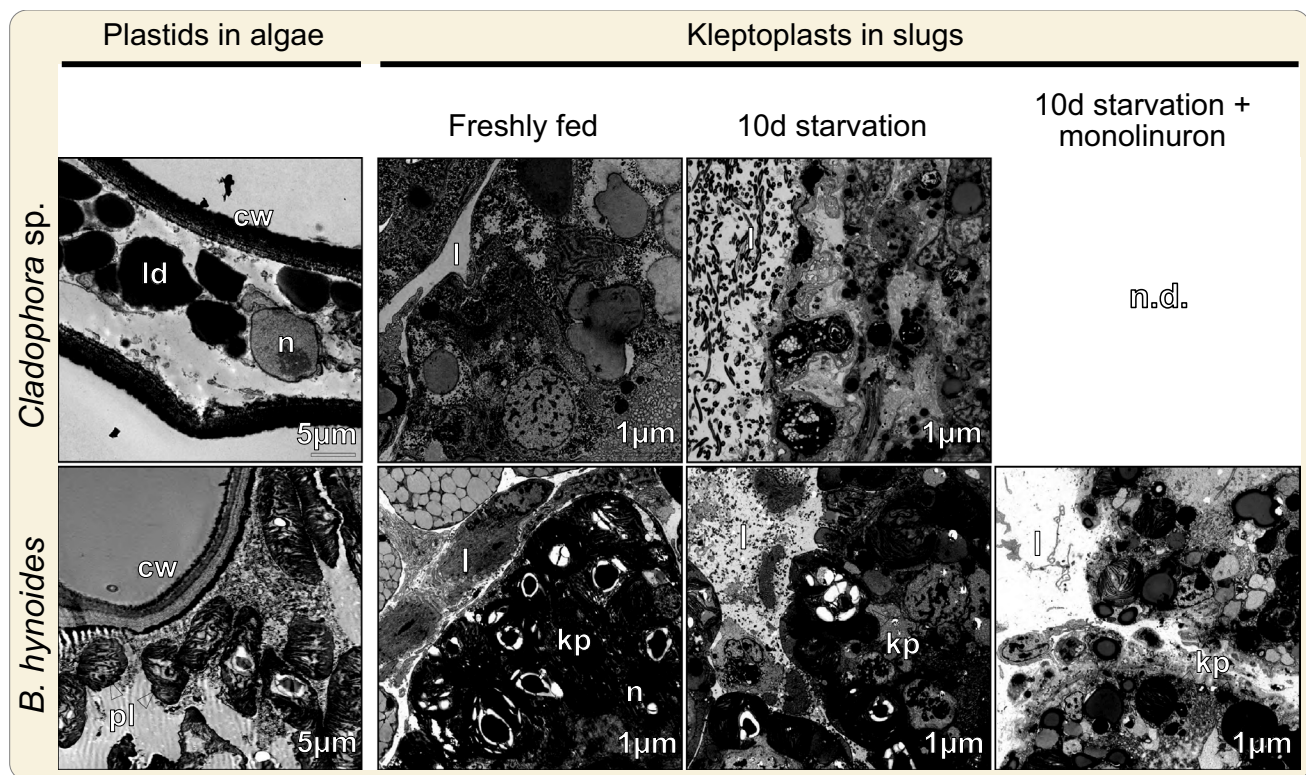 Plastids in algae
Kleptoplasts in slugs
Freshly fed
10d starvation
10d starvation +
monolinuron
Cladophora sp.
cw
ld
n
5µm
l
1µm
l
1µm
n.d.
B. hynoides
cw
pl
5µm
l
kp
n
1µm
l
kp
1µm
l
kp
1µm